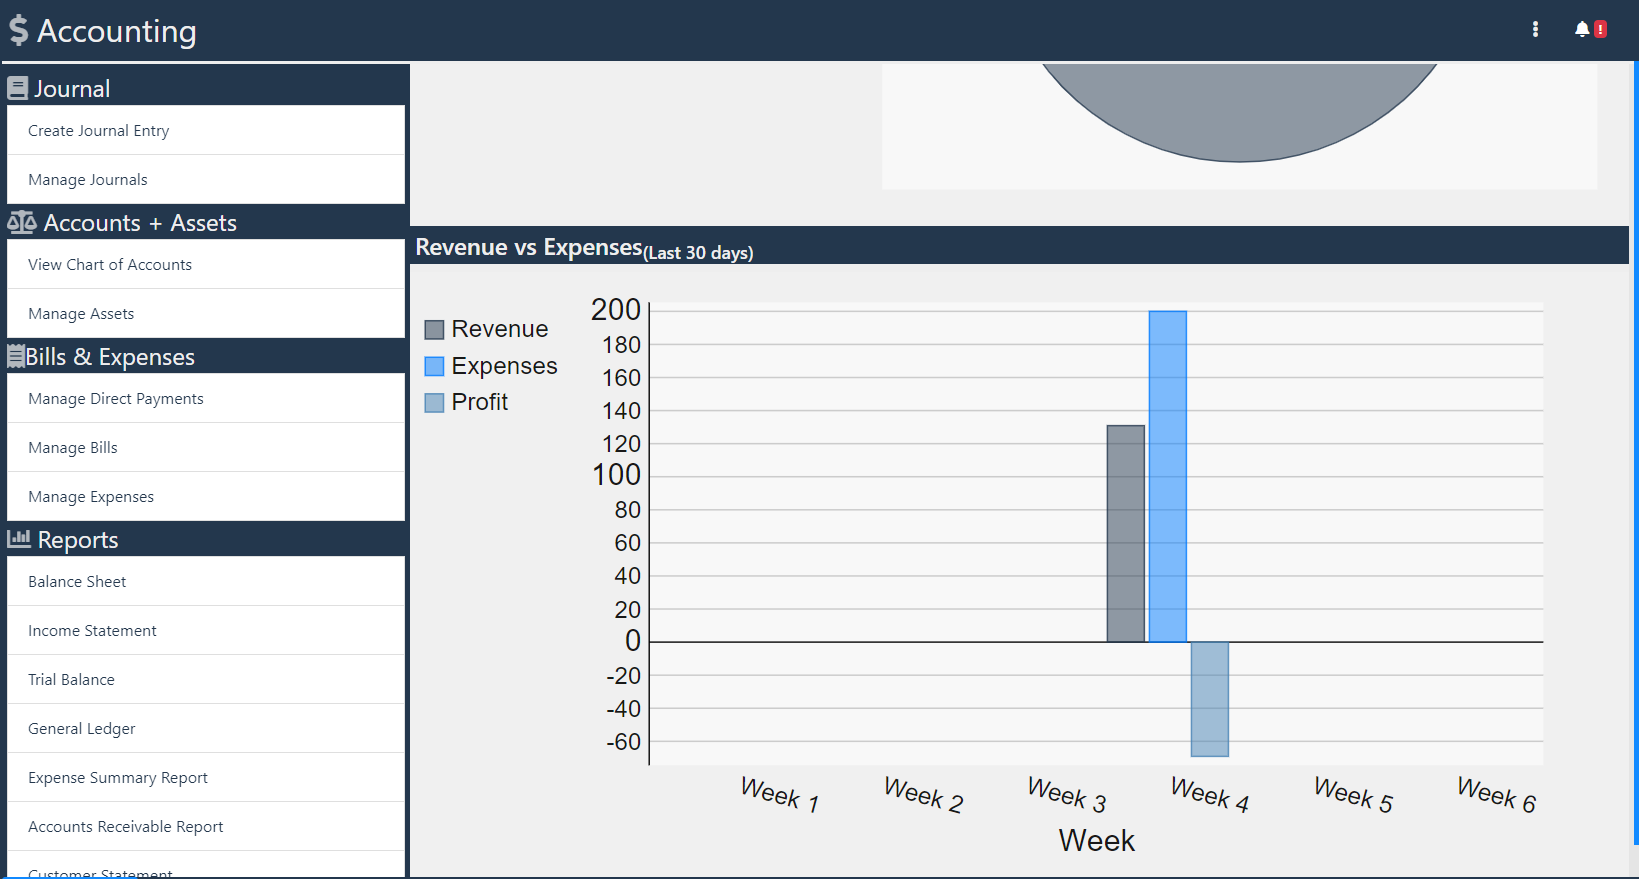 $ Accounting
!
Journal
Create Journal Entry
Manage Journals
Accounts + Assets
View Chart of Accounts
Manage Assets
Bills & Expenses
Manage Direct Payments
Manage Bills
Manage Expenses
Reports
Balance Sheet
Income Statement
Trial Balance
General Ledger
Expense Summary Report
Accounts Receivable Report
Customer Statement
Revenue vs Expenses(Last 30 days)
Revenue
Expenses
Profit
200
180
160
140
120
100
80
60
40
20
0
-20
-40
-60
Week 1
Week 2
Week 3
Week 4
Week 5
Week 6
Week